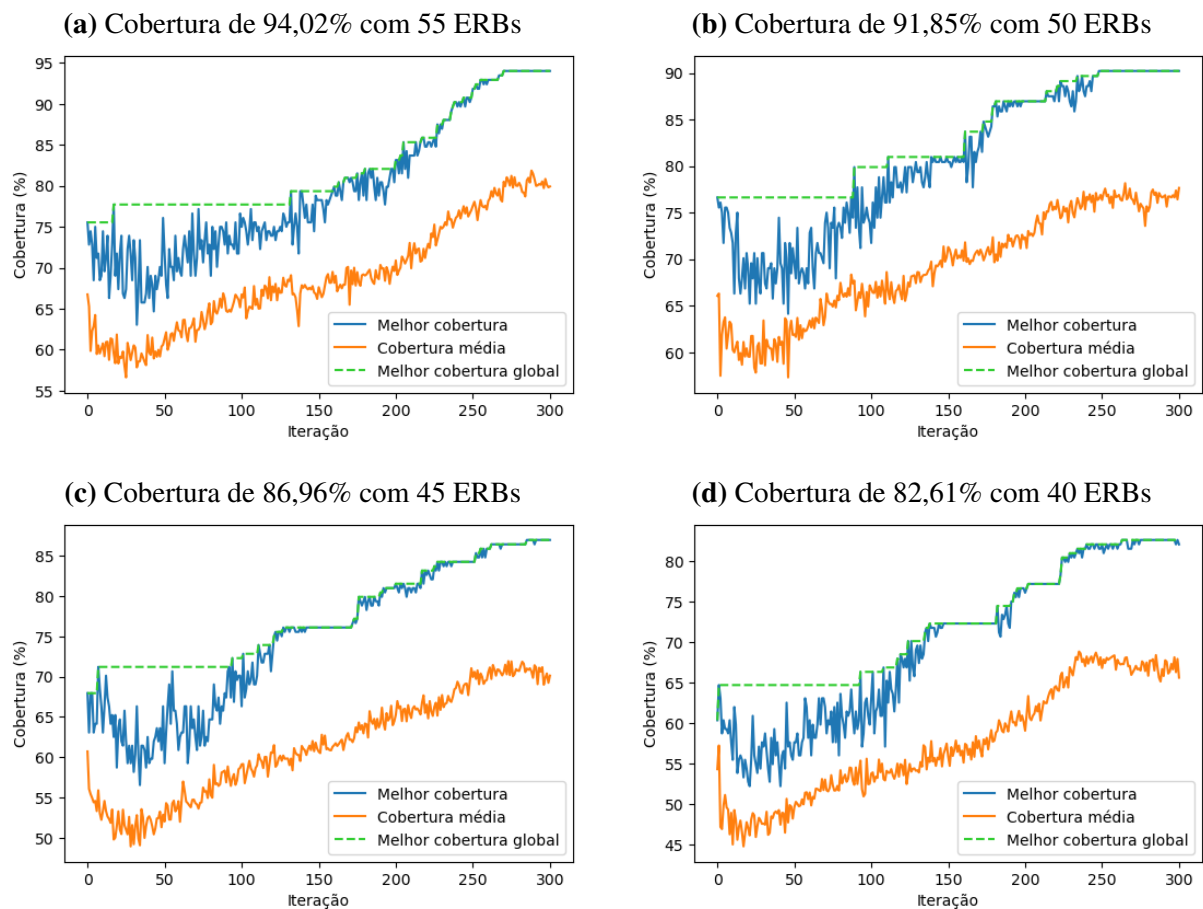 (a) Cobertura de 94,02% com 55 ERBs
95
90
85
80
75
70
65
60
55
Cobertura (%)
0 50 100 150 200 250 300
Iteração
Melhor cobertura
Cobertura média
Melhor cobertura global
(b) Cobertura de 91,85% com 50 ERBs
90
85
80
75
70
65
60
Cobertura (%)
0 50 100 150 200 250 300
Iteração
Melhor cobertura
Cobertura média
Melhor cobertura global
(c) Cobertura de 86,96% com 45 ERBs
85
80
75
70
65
60
55
50
Cobertura (%)
0 50 100 150 200 250 300
Iteração
Melhor cobertura
Cobertura média
Melhor cobertura global
(d) Cobertura de 82,61% com 40 ERBs
80
75
70
65
60
55
50
45
Cobertura (%)
0 50 100 150 200 250 300
Iteração
Melhor cobertura
Cobertura média
Melhor cobertura global